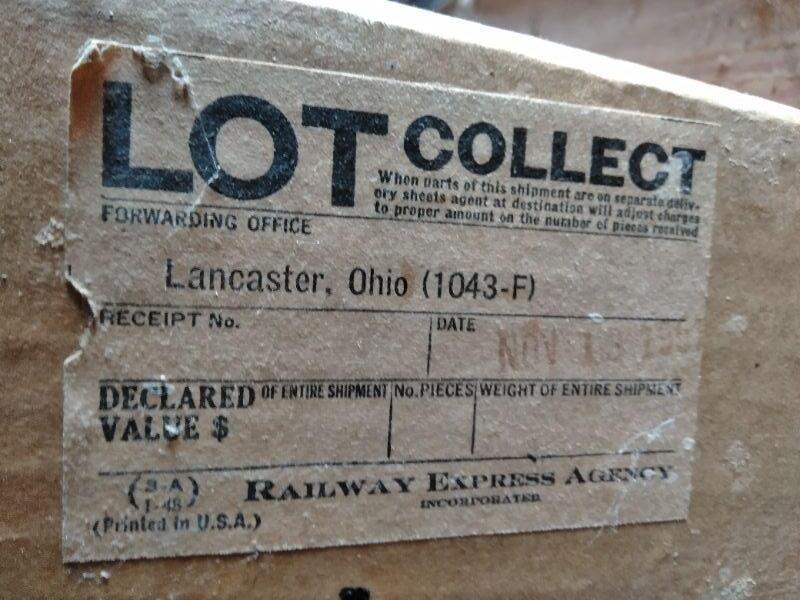 LOT COLLECT
When parts of this shipment are on separate deliv-
ery sheets agent at destination will adjust charges
to proper amount on the number of pieces received
FORWARDING OFFICE
Lancaster, Ohio (1043-F)
RECEIPT No. DATE NOV
DECLARED OF ENTIRE SHIPMENT No. PIECES WEIGHT OF ENTIRE SHIPMENT
VALUE $
(3-A)
1-48
RAILWAY EXPRESS AGENCY
INCORPORATED
(Printed in U.S.A.)